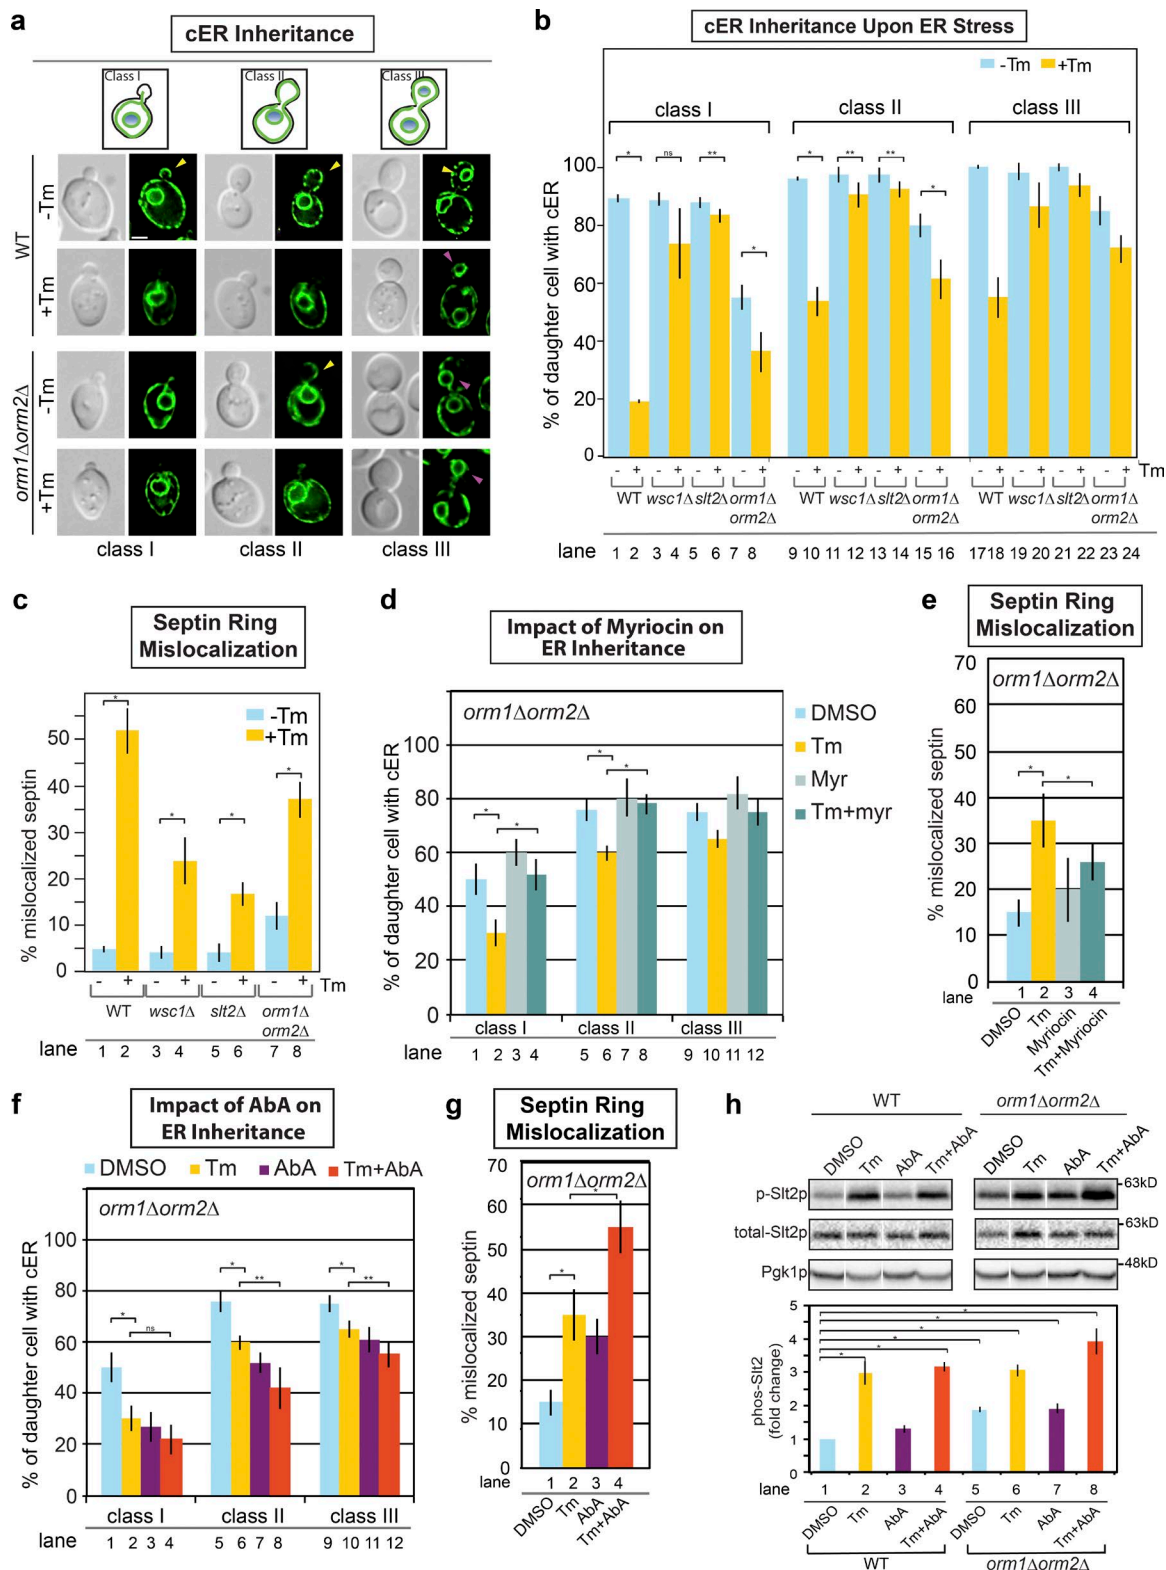 a
cER Inheritance
Class I
Class II
Class III
WT
-Tm
+Tm
orm1Δorm2Δ
-Tm
+Tm
class I
class II
class III
b
cER Inheritance Upon ER Stress
-Tm
+Tm
class I
class II
class III
* ns ** * * ** ** *
% of daughter cell with cER
100
80
60
40
20
0
- + - + - + - + - + - + - + - + - + - + - + - + Tm
WT wsc1Δ slt2Δ orm1Δ orm2Δ
WT wsc1Δ slt2Δ orm1Δ orm2Δ
WT wsc1Δ slt2Δ orm1Δ orm2Δ
lane 1 2 3 4 5 6 7 8 9 10 11 12 13 14 15 16 17 18 19 20 21 22 23 24
c
Septin Ring
Mislocalization
-Tm
+Tm
* * * *
% mislocalized septin
50
40
30
20
10
0
- + - + - + - + Tm
WT wsc1Δ slt2Δ orm1Δ
orm2Δ
lane 1 2 3 4 5 6 7 8
d
Impact of Myriocin on
ER Inheritance
orm1Δorm2Δ
DMSO
Tm
Myr
Tm+myr
* * * *
% of daughter cell with cER
100
80
60
40
20
0
class I class II class III
lane 1 2 3 4 5 6 7 8 9 10 11 12
e
Septin Ring
Mislocalization
orm1Δorm2Δ
* *
% mislocalized septin
70
60
50
40
30
20
10
0
lane 1 2 3 4
DMSO
Tm
Myriocin
Tm+Myriocin
f
Impact of AbA on
ER Inheritance
DMSO Tm AbA Tm+AbA
orm1Δorm2Δ
* ns * ** * **
% of daughter cell with cER
100
80
60
40
20
0
class I class II class III
lane 1 2 3 4 5 6 7 8 9 10 11 12
g
Septin Ring
Mislocalization
orm1Δorm2Δ
* *
% mislocalized septin
70
60
50
40
30
20
10
0
lane 1 2 3 4
DMSO
Tm
AbA
Tm+AbA
h
WT orm1Δorm2Δ
DMSO Tm AbA Tm+AbA DMSO Tm AbA Tm+AbA
p-Slt2p -63kD
total-Slt2p -63kD
Pgk1p -48kD
phos-Slt2
(fold change)
5
4
3
2
1
0
* * * * * *
lane 1 2 3 4 5 6 7 8
DMSO Tm AbA Tm+AbA DMSO Tm AbA Tm+AbA
WT orm1Δorm2Δ